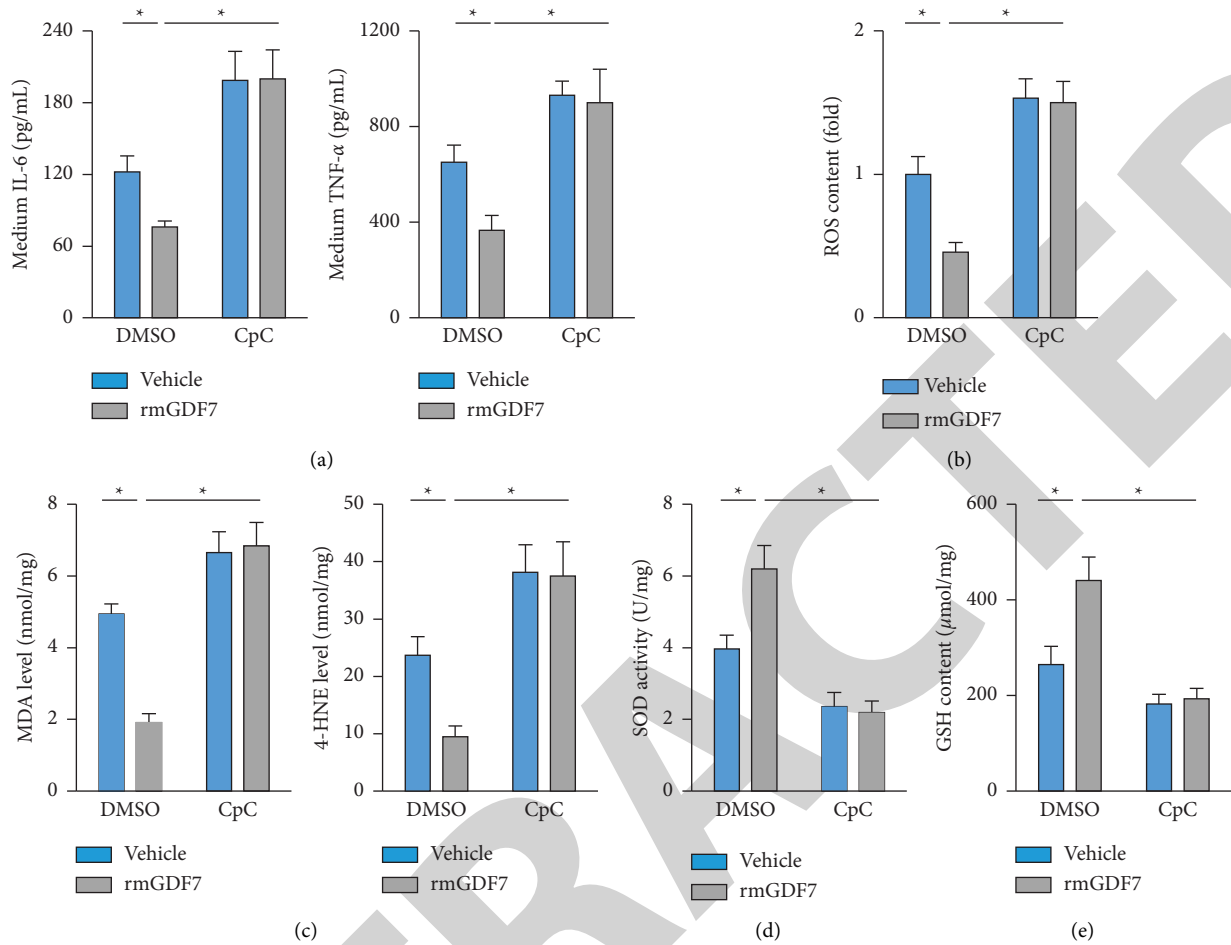 *
*
240
180
120
60
0
Medium IL-6 (pg/mL)
DMSO
CpC
Vehicle
rmGDF7
*
*
1200
900
400
0
Medium TNF-α (pg/mL)
DMSO
CpC
Vehicle
rmGDF7
(a)
*
*
2
1
0
ROS content (fold)
DMSO
CpC
Vehicle
rmGDF7
(b)
*
*
8
6
4
2
0
MDA level (nmol/mg)
DMSO
CpC
Vehicle
rmGDF7
*
*
50
40
30
20
10
0
4-HNE level (nmol/mg)
DMSO
CpC
Vehicle
rmGDF7
(c)
*
*
8
6
4
2
0
SOD activity (U/mg)
DMSO
CpC
Vehicle
rmGDF7
(d)
*
*
600
400
200
0
GSH content (μmol/mg)
DMSO
CpC
Vehicle
rmGDF7
(e)
TRACTED